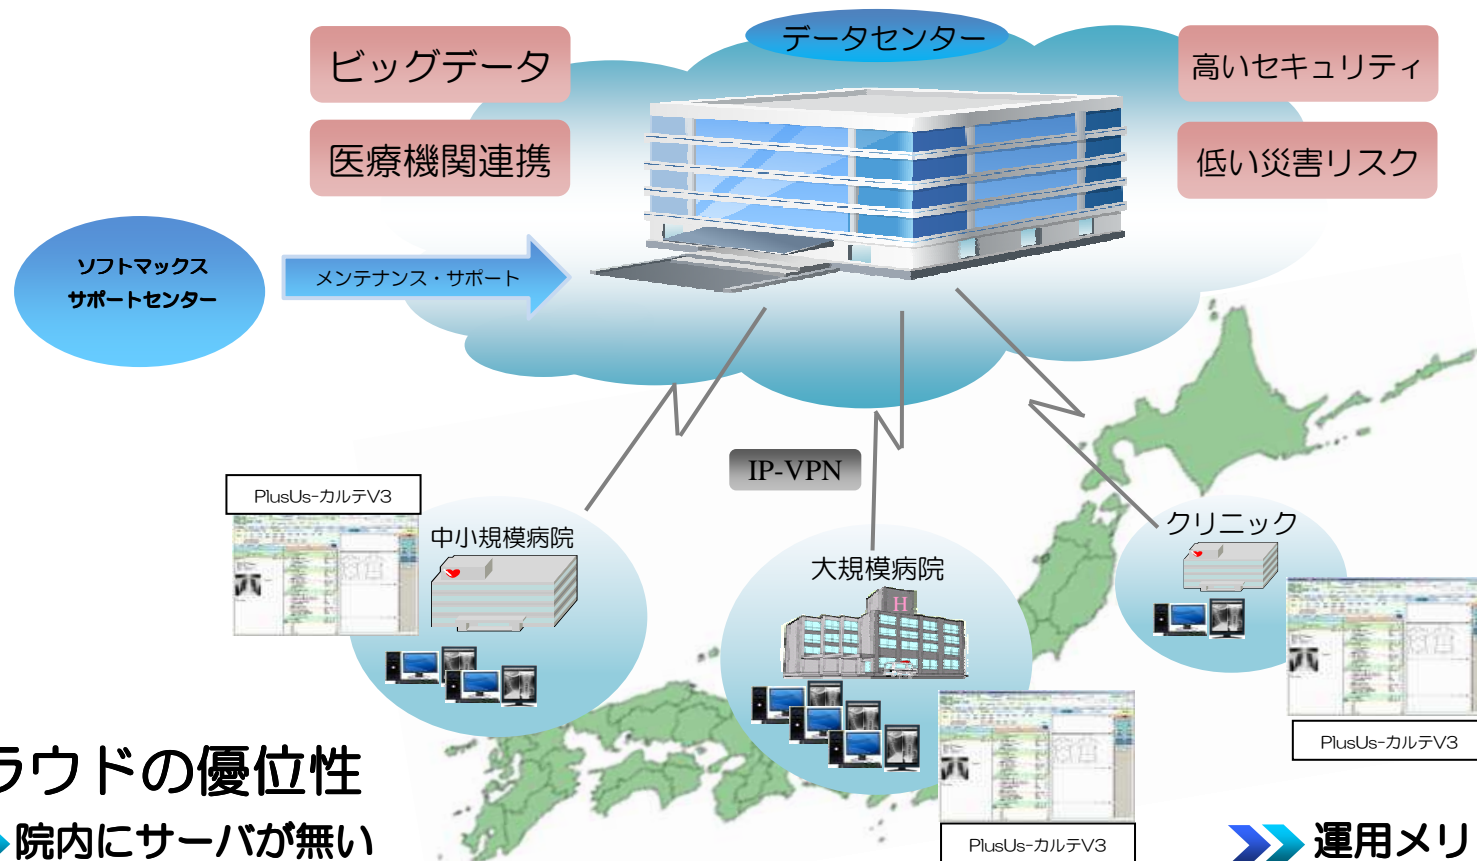 データセンター
ビッグデータ
高いセキュリティ
医療機関連携
低い災害リスク
ソフトマックス
サポートセンター
メンテナンス・サポート
IP-VPN
PlusUs-カルテV3
中小規模病院
大規模病院
H
クリニック
PlusUs-カルテV3
PlusUs-カルテV3
ラウドの優位性
院内にサーバが無い
運用メリ